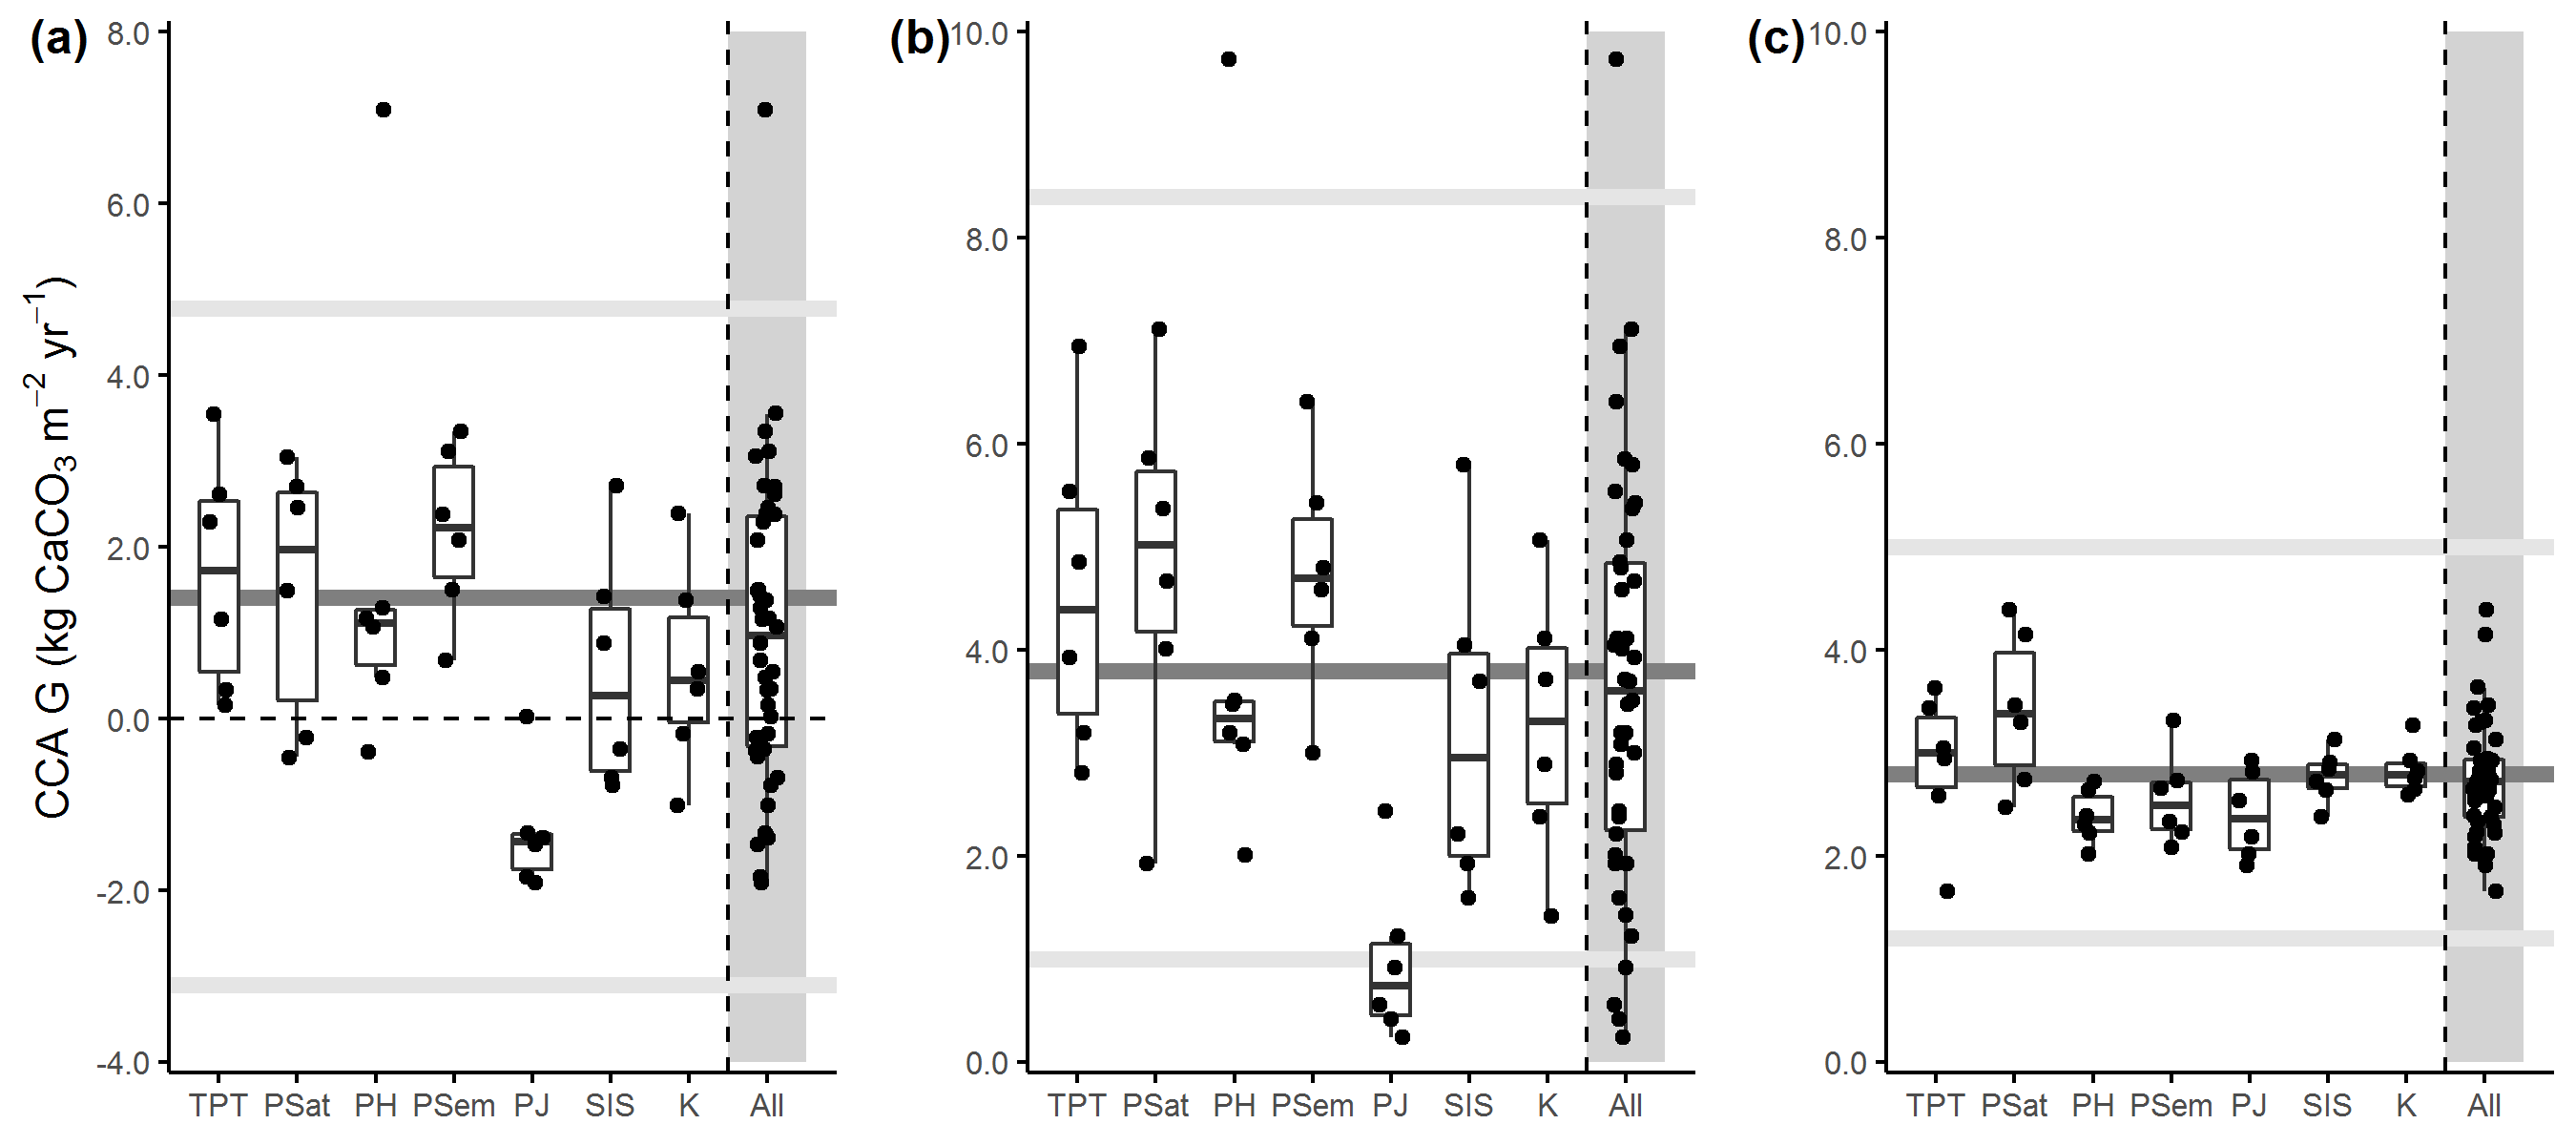 (a)
8.0
6.0
4.0
2.0
0.0
-2.0
-4.0
CCA G (kg CaCO₃ m⁻² yr⁻¹)
TPT PSat PH PSem PJ SIS K All
(b)
10.0
8.0
6.0
4.0
2.0
0.0
TPT PSat PH PSem PJ SIS K All
(c)
10.0
8.0
6.0
4.0
2.0
0.0
TPT PSat PH PSem PJ SIS K All